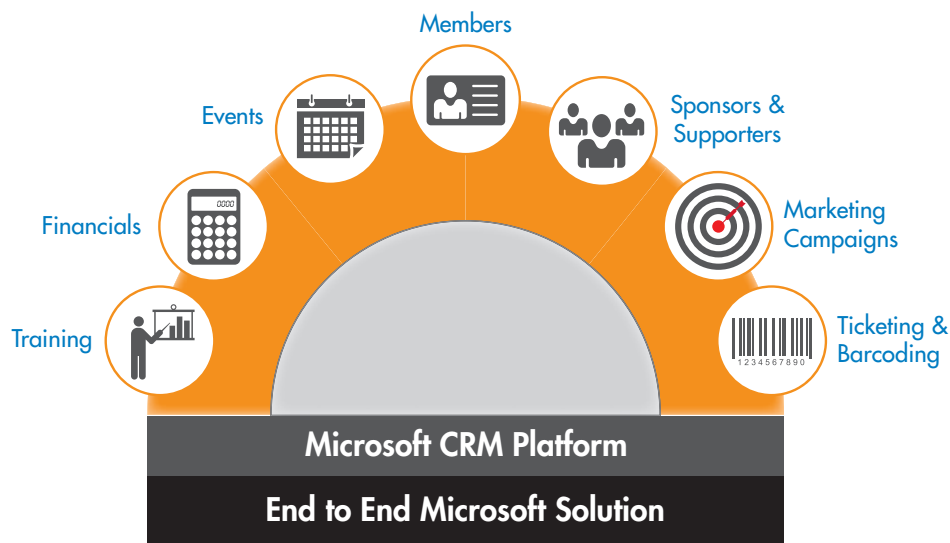 Members
Events
Sponsors &
Supporters
Financials
0000
Marketing
Campaigns
Training
Ticketing &
Barcoding
1234567890
Microsoft CRM Platform
End to End Microsoft Solution